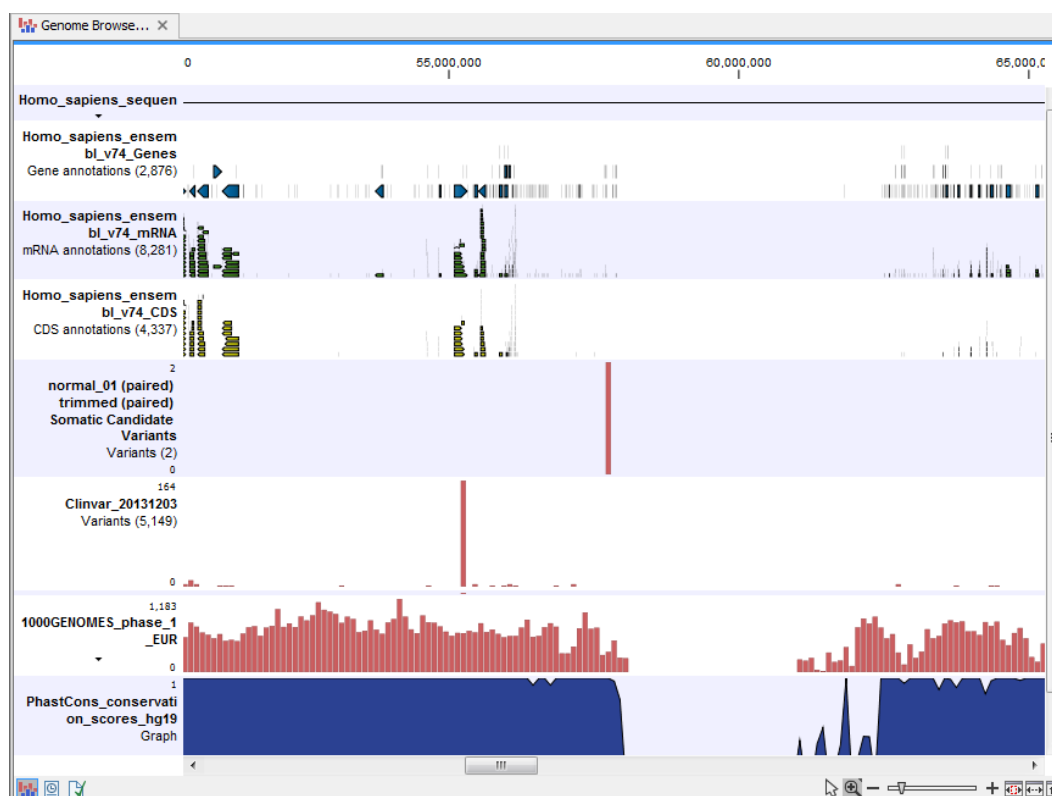 Genome Browse...
0 55,000,000 60,000,000 65,000,0
Homo_sapiens_sequen
Homo_sapiens_ensem
bl_v74_Genes
Gene annotations (2,876)
Homo_sapiens_ensem
bl_v74_mRNA
mRNA annotations (8,281)
Homo_sapiens_ensem
bl_v74_CDS
CDS annotations (4,337)
2
normal_01 (paired)
trimmed (paired)
Somatic Candidate
Variants
Variants (2)
0
164
Clinvar_20131203
Variants (5,149)
0
1,183
1000GENOMES_phase_1
_EUR
0
1
PhastCons_conservati
on_scores_hg19
Graph